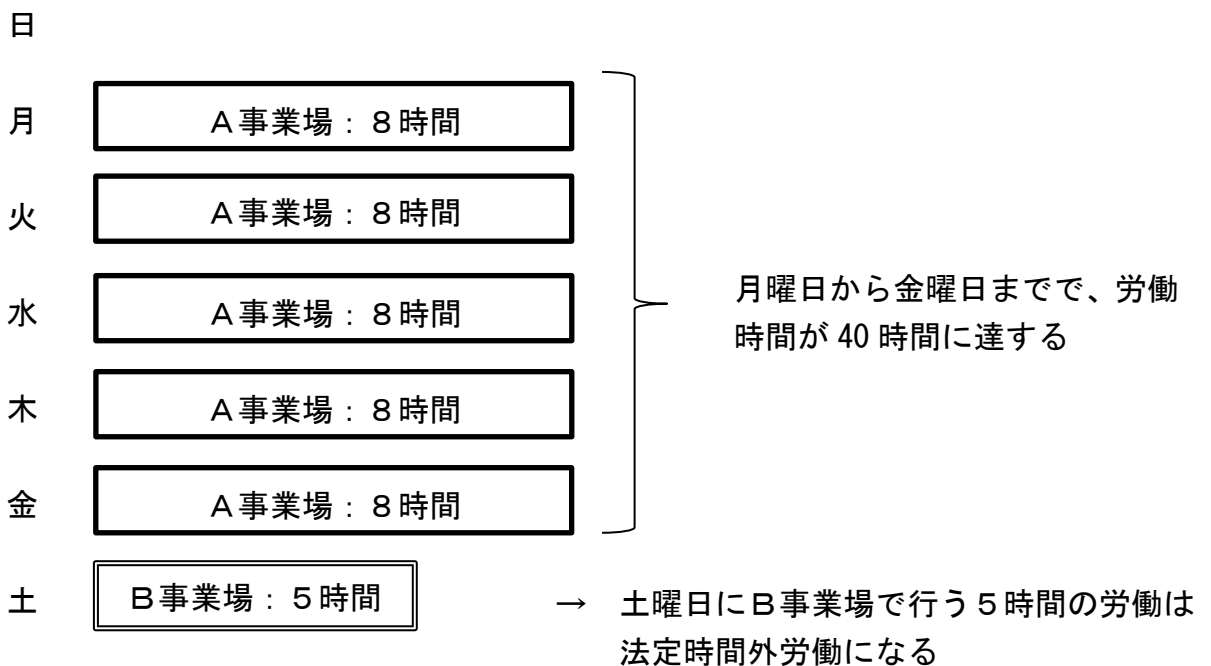 日
月 A事業場：８時間
火 A事業場：８時間
水 A事業場：８時間
木 A事業場：８時間
金 A事業場：８時間
月曜日から金曜日までで、労働
時間が 40 時間に達する
土 B事業場：５時間 → 土曜日にB事業場で行う５時間の労働は
法定時間外労働になる